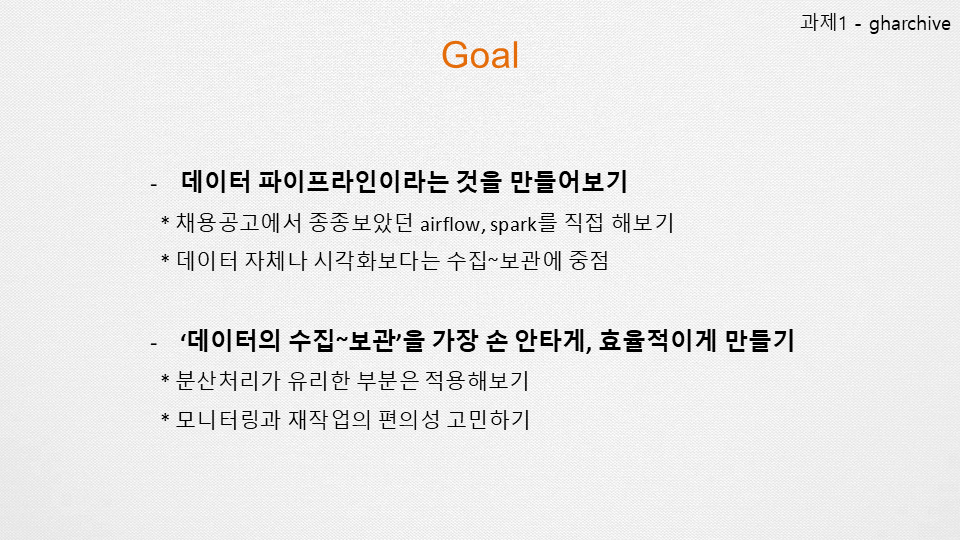 과제1 - gharchive
Goal
- 데이터 파이프라인이라는 것을 만들어보기
* 채용공고에서 종종보았던 airflow, spark를 직접 해보기
* 데이터 자체나 시각화보다는 수집~보관에 중점
- ‘데이터의 수집~보관’을 가장 손 안타게, 효율적이게 만들기
* 분산처리가 유리한 부분은 적용해보기
* 모니터링과 재작업의 편의성 고민하기